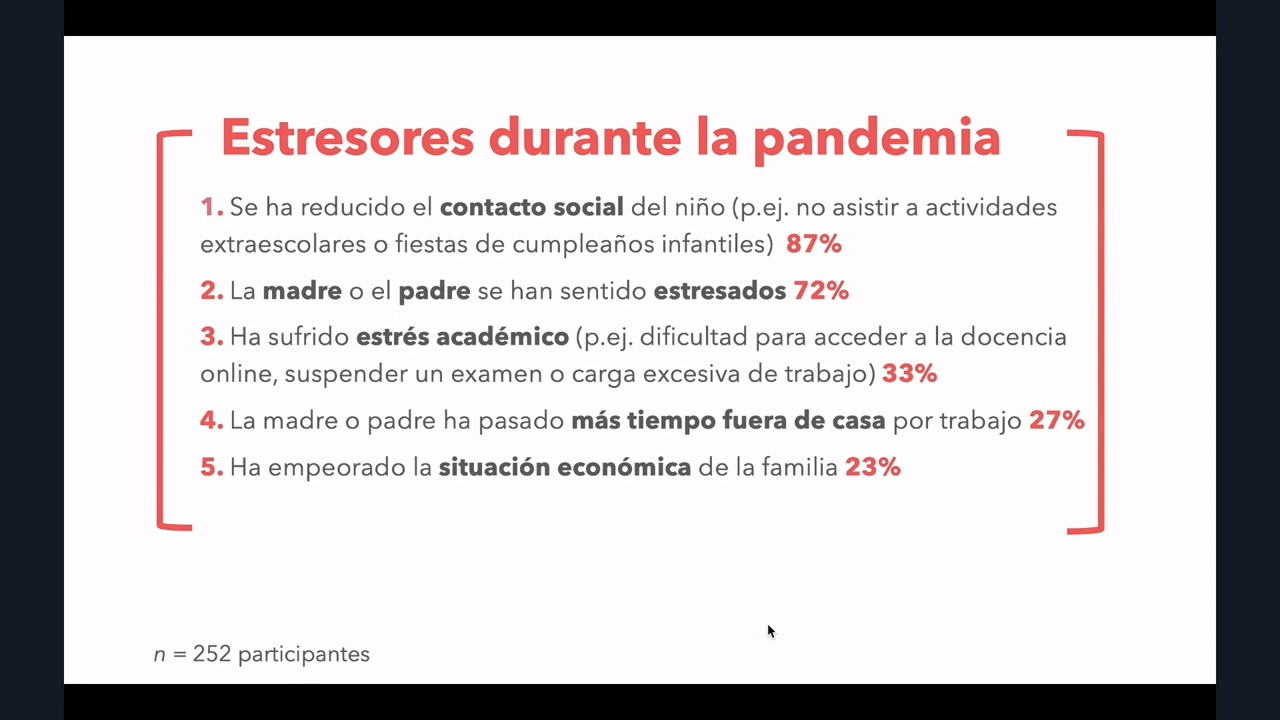 Estresores durante la pandemia
1. Se ha reducido el contacto social del niño (p.ej. no asistir a actividades
extraescolares o fiestas de cumpleaños infantiles) 87%
2. La madre o el padre se han sentido estresados 72%
3. Ha sufrido estrés académico (p.ej. dificultad para acceder a la docencia
online, suspender un examen o carga excesiva de trabajo) 33%
4. La madre o padre ha pasado más tiempo fuera de casa por trabajo 27%
5. Ha empeorado la situación económica de la familia 23%
n = 252 participantes